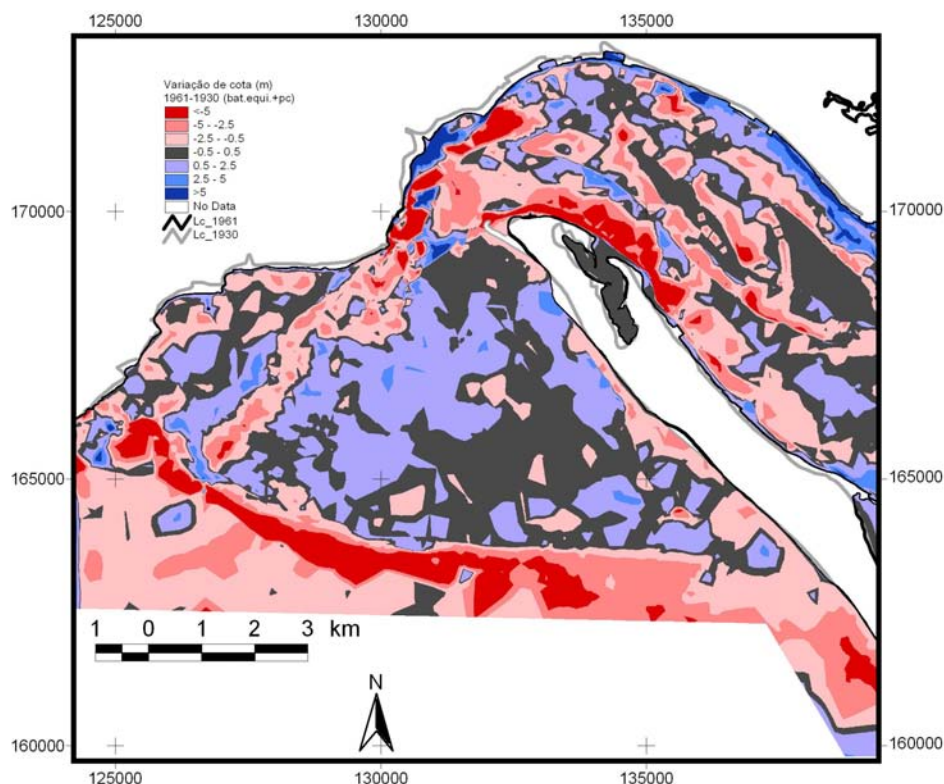 125000 130000 135000
Variação de cota (m)
1961-1930 (bat.equi.+pc)
<-5
-5 - -2.5
-2.5 - -0.5
-0.5 - 0.5
0.5 - 2.5
2.5 - 5
>5
No Data
Lc_1961
Lc_1930
170000 170000
165000 165000
1 0 1 2 3 km
N
160000 160000
125000 130000 135000